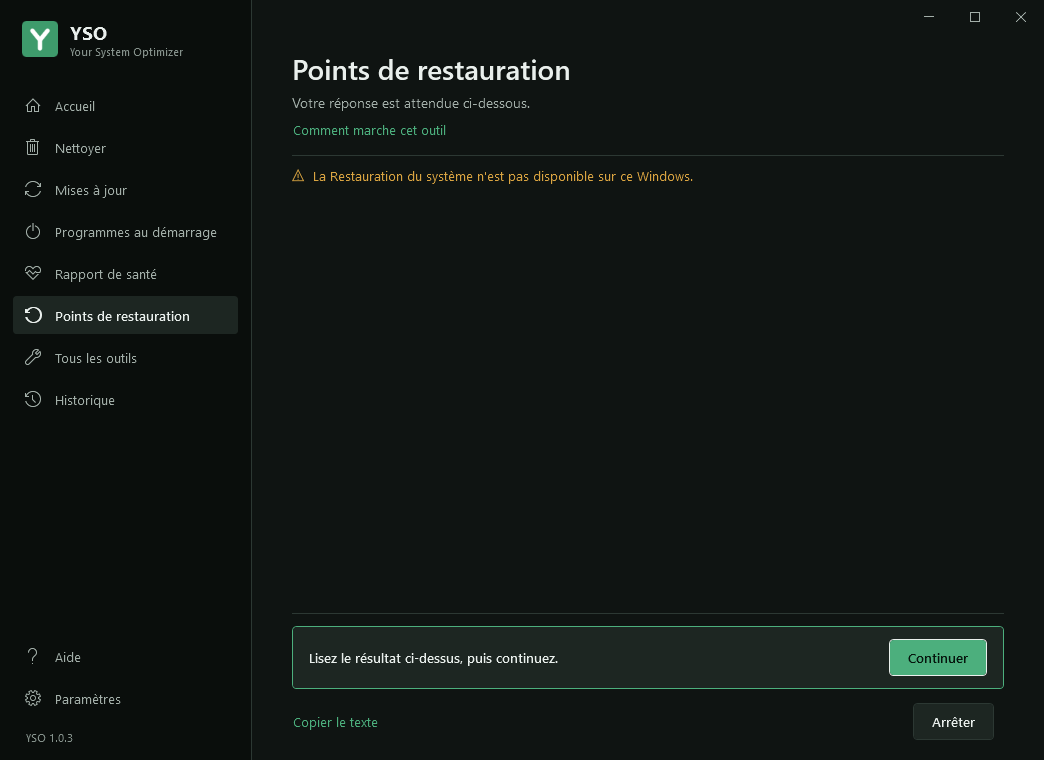 YSO
Your System Optimizer
Accueil
Nettoyer
Mises à jour
Programmes au démarrage
Rapport de santé
Points de restauration
Tous les outils
Historique
Aide
Paramètres
YSO 1.0.3
Points de restauration
Votre réponse est attendue ci-dessous.
Comment marche cet outil
La Restauration du système n'est pas disponible sur ce Windows.
Lisez le résultat ci-dessus, puis continuez.
Continuer
Copier le texte
Arrêter